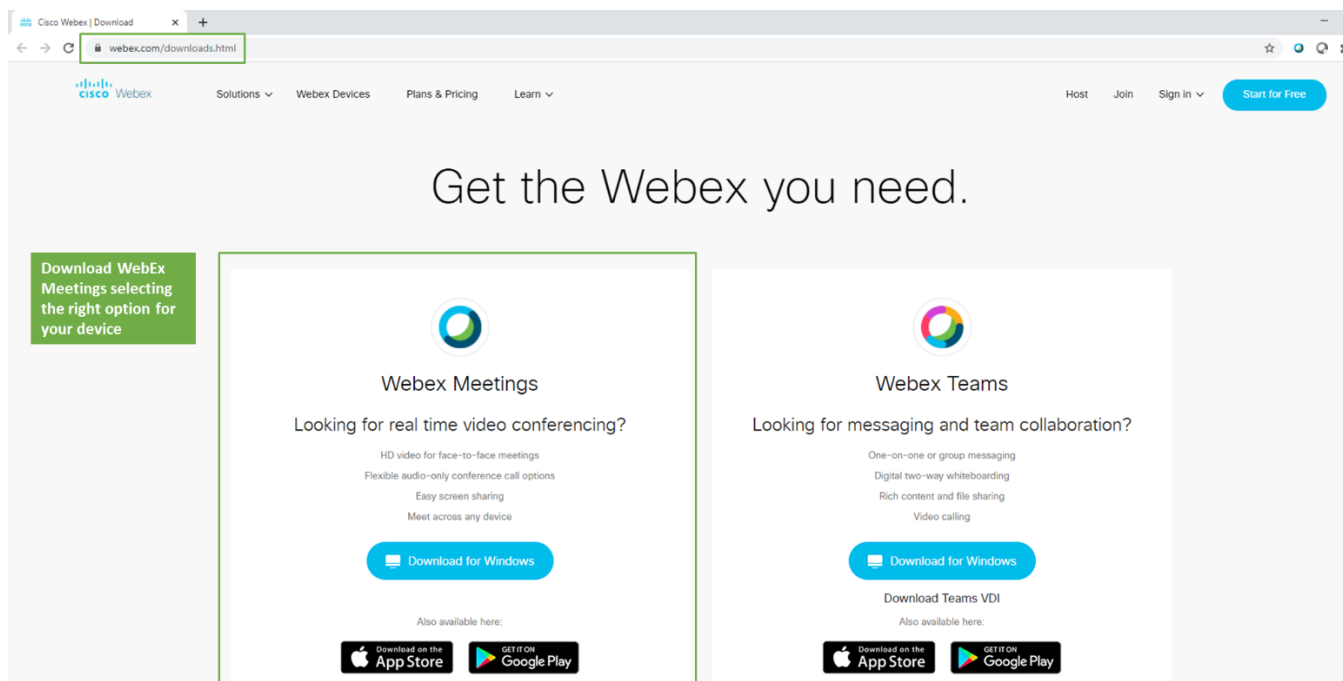 Cisco Webex | Download
webex.com/downloads.html
CISCO Webex
Solutions
Webex Devices
Plans & Pricing
Learn
Host
Join
Sign in
Start for Free
Get the Webex you need.
Download WebEx
Meetings selecting
the right option for
your device
Webex Meetings
Looking for real time video conferencing?
HD video for face-to-face meetings
Flexible audio-only conference call options
Easy screen sharing
Meet across any device
Download for Windows
Also available here:
Download on the
App Store
GET IT ON
Google Play
Webex Teams
Looking for messaging and team collaboration?
One-on-one or group messaging
Digital two-way whiteboarding
Rich content and file sharing
Video calling
Download for Windows
Download Teams VDI
Also available here:
Download on the
App Store
GET IT ON
Google Play